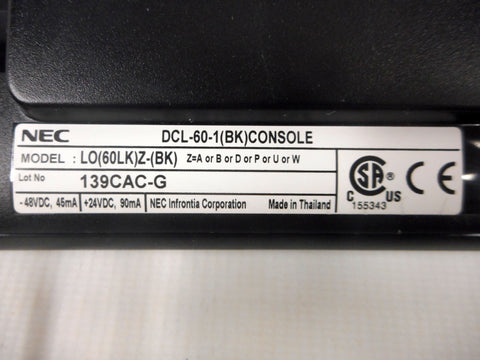 NEC DCL-60-1(BK)CONSOLE
MODEL : LO(60LK)Z-(BK) Z=A or B or D or P or U or W
Lot No 139CAC-G
-48VDC, 45mA +24VDC, 90mA NEC Infrontia Corporation Made in Thailand
SA
C US
155343
CE